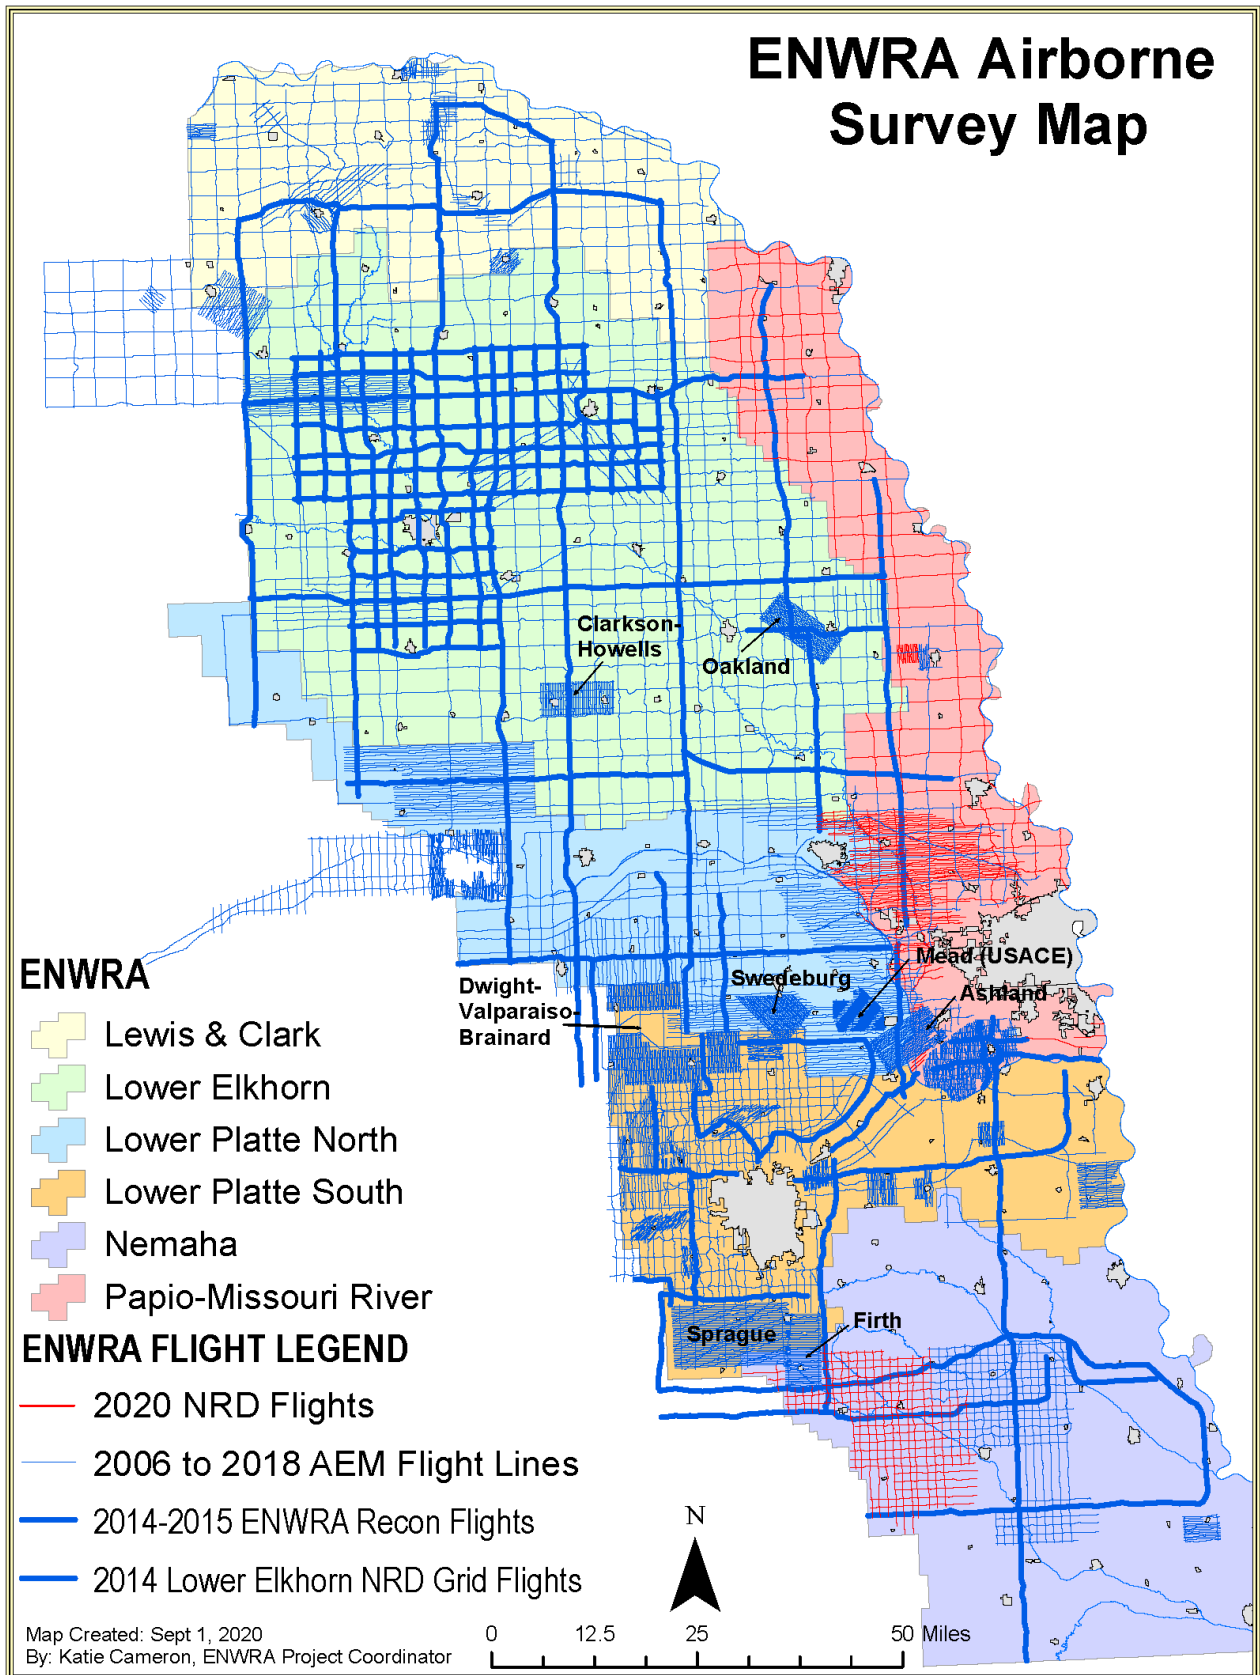 ENWRA Airborne
Survey Map
Clarkson-
Howells
Oakland
Mead (USACE)
Swedeburg
Ashland
Dwight-
Valparaiso-
Brainard
Sprague
Firth
ENWRA
Lewis & Clark
Lower Elkhorn
Lower Platte North
Lower Platte South
Nemaha
Papio-Missouri River
ENWRA FLIGHT LEGEND
2020 NRD Flights
2006 to 2018 AEM Flight Lines
2014-2015 ENWRA Recon Flights
2014 Lower Elkhorn NRD Grid Flights
N
Map Created: Sept 1, 2020
By: Katie Cameron, ENWRA Project Coordinator
0 12.5 25 50 Miles